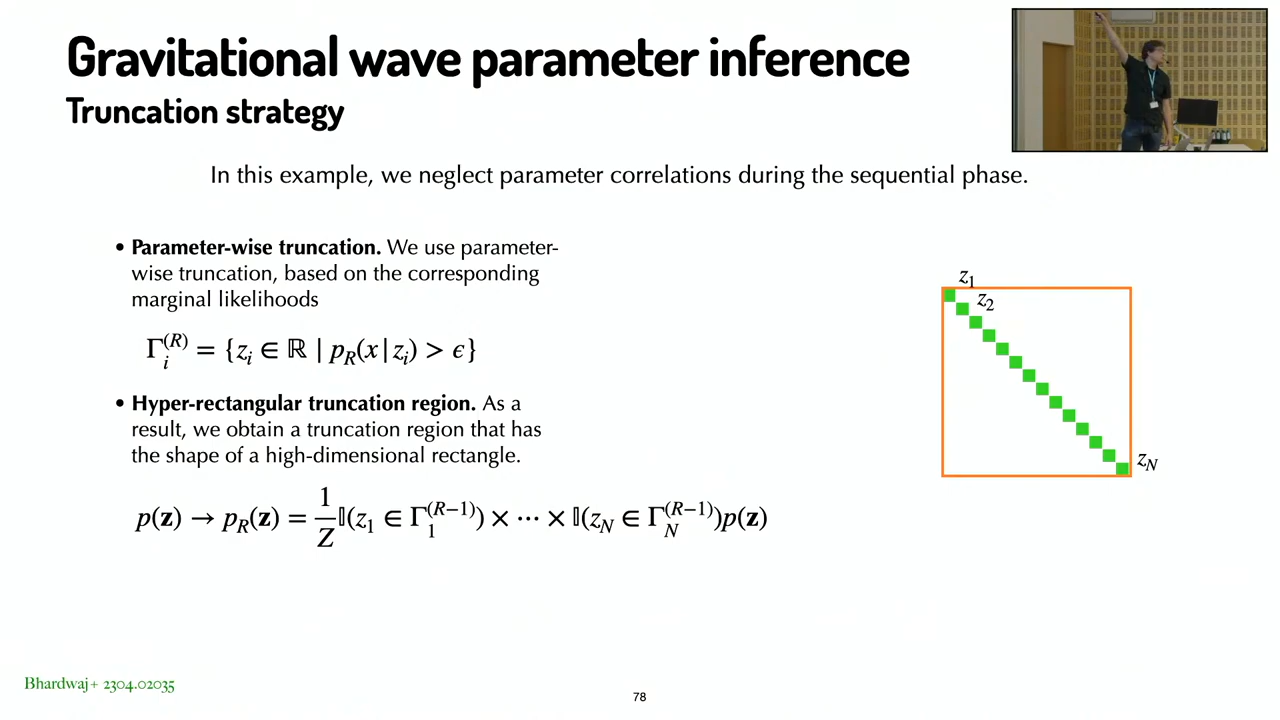 Gravitational wave parameter inference
Truncation strategy
In this example, we neglect parameter correlations during the sequential phase.
• Parameter-wise truncation. We use parameter-
wise truncation, based on the corresponding
marginal likelihoods
Γ_i^{(R)} = {z_i ∈ ℝ | p_R(x|z_i) > ϵ}
• Hyper-rectangular truncation region. As a
result, we obtain a truncation region that has
the shape of a high-dimensional rectangle.
p(𝐳) → p_R(𝐳) = \frac{1}{Z} 𝕀(z_1 ∈ Γ_1^{(R−1)}) × ⋯ × 𝕀(z_N ∈ Γ_N^{(R−1)})p(𝐳)
z_1
z_2
z_N
Bhardwaj+ 2304.02035
78